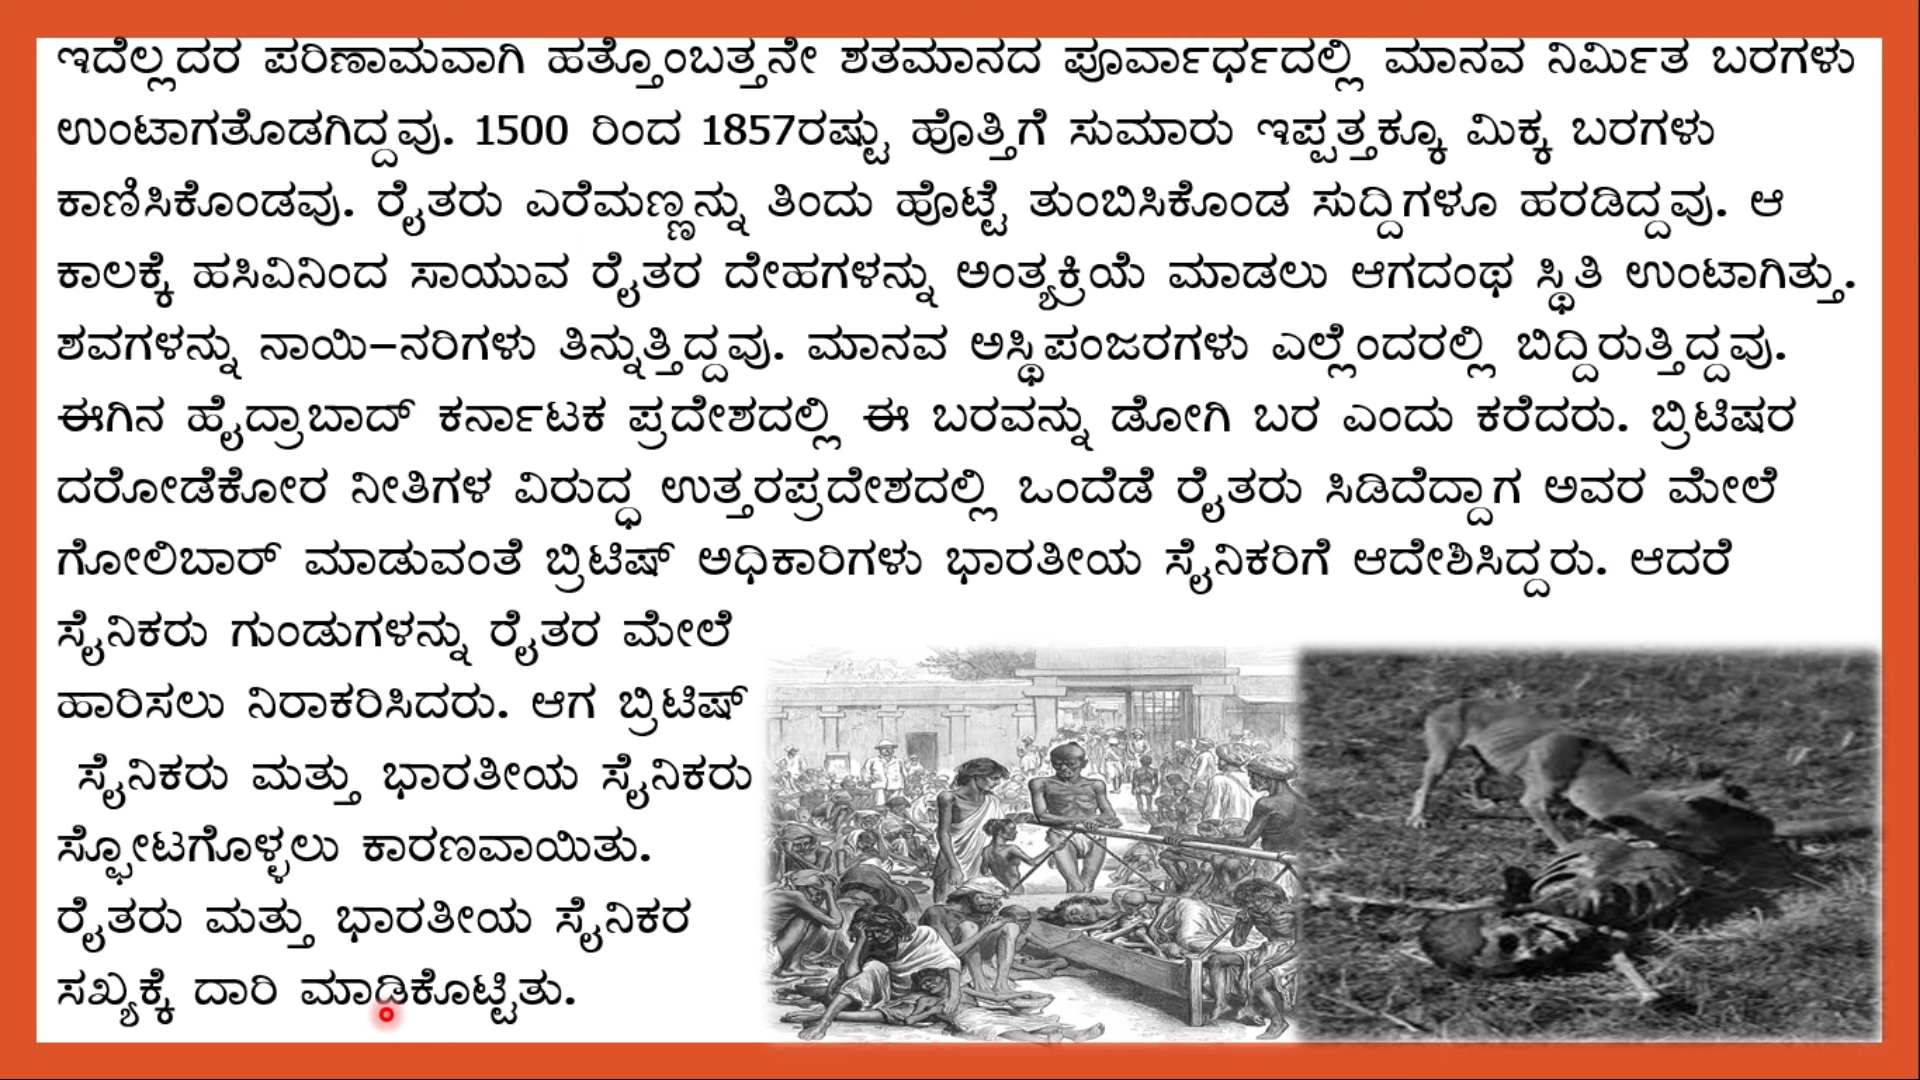 ಇದೆಲ್ಲದರ ಪರಿಣಾಮವಾಗಿ ಹತ್ತೊಂಬತ್ತನೇ ಶತಮಾನದ ಪೂರ್ವಾರ್ಧದಲ್ಲಿ ಮಾನವ ನಿರ್ಮಿತ ಬರಗಳು
ಉಂಟಾಗತೊಡಗಿದ್ದವು. 1500 ರಿಂದ 1857ರಷ್ಟು ಹೊತ್ತಿಗೆ ಸುಮಾರು ಇಪ್ಪತ್ತಕ್ಕೂ ಮಿಕ್ಕ ಬರಗಳು
ಕಾಣಿಸಿಕೊಂಡವು. ರೈತರು ಎರೆಮಣ್ಣನ್ನು ತಿಂದು ಹೊಟ್ಟೆ ತುಂಬಿಸಿಕೊಂಡ ಸುದ್ದಿಗಳೂ ಹರಡಿದ್ದವು. ಆ
ಕಾಲಕ್ಕೆ ಹಸಿವಿನಿಂದ ಸಾಯುವ ರೈತರ ದೇಹಗಳನ್ನು ಅಂತ್ಯಕ್ರಿಯೆ ಮಾಡಲು ಆಗದಂಥ ಸ್ಥಿತಿ ಉಂಟಾಗಿತ್ತು.
ಶವಗಳನ್ನು ನಾಯಿ–ನರಿಗಳು ತಿನ್ನುತ್ತಿದ್ದವು. ಮಾನವ ಅಸ್ಥಿಪಂಜರಗಳು ಎಲ್ಲೆಂದರಲ್ಲಿ ಬಿದ್ದಿರುತ್ತಿದ್ದವು.
ಈಗಿನ ಹೈದ್ರಾಬಾದ್ ಕರ್ನಾಟಕ ಪ್ರದೇಶದಲ್ಲಿ ಈ ಬರವನ್ನು ಡೋಗಿ ಬರ ಎಂದು ಕರೆದರು. ಬ್ರಿಟಿಷರ
ದರೋಡೆಕೋರ ನೀತಿಗಳ ವಿರುದ್ಧ ಉತ್ತರಪ್ರದೇಶದಲ್ಲಿ ಒಂದೆಡೆ ರೈತರು ಸಿಡಿದೆದ್ದಾಗ ಅವರ ಮೇಲೆ
ಗೋಲಿಬಾರ್ ಮಾಡುವಂತೆ ಬ್ರಿಟಿಷ್ ಅಧಿಕಾರಿಗಳು ಭಾರತೀಯ ಸೈನಿಕರಿಗೆ ಆದೇಶಿಸಿದ್ದರು. ಆದರೆ
ಸೈನಿಕರು ಗುಂಡುಗಳನ್ನು ರೈತರ ಮೇಲೆ
ಹಾರಿಸಲು ನಿರಾಕರಿಸಿದರು. ಆಗ ಬ್ರಿಟಿಷ್
ಸೈನಿಕರು ಮತ್ತು ಭಾರತೀಯ ಸೈನಿಕರು
ಸ್ಫೋಟಗೊಳ್ಳಲು ಕಾರಣವಾಯಿತು.
ರೈತರು ಮತ್ತು ಭಾರತೀಯ ಸೈನಿಕರ
ಸಖ್ಯಕ್ಕೆ ದಾರಿ ಮಾಡಿಕೊಟ್ಟಿತು.